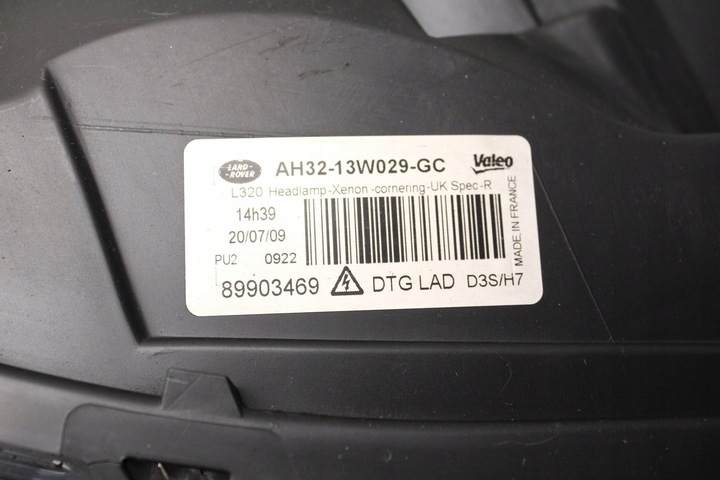 LAND-
ROVER
AH32-13W029-GC
Valeo
L320 Headlamp-Xenon-cornering-UK Spec-R
14h39
20/07/09
PU2 0922
MADE IN FRANCE
89903469 DTG LAD D3S/H7